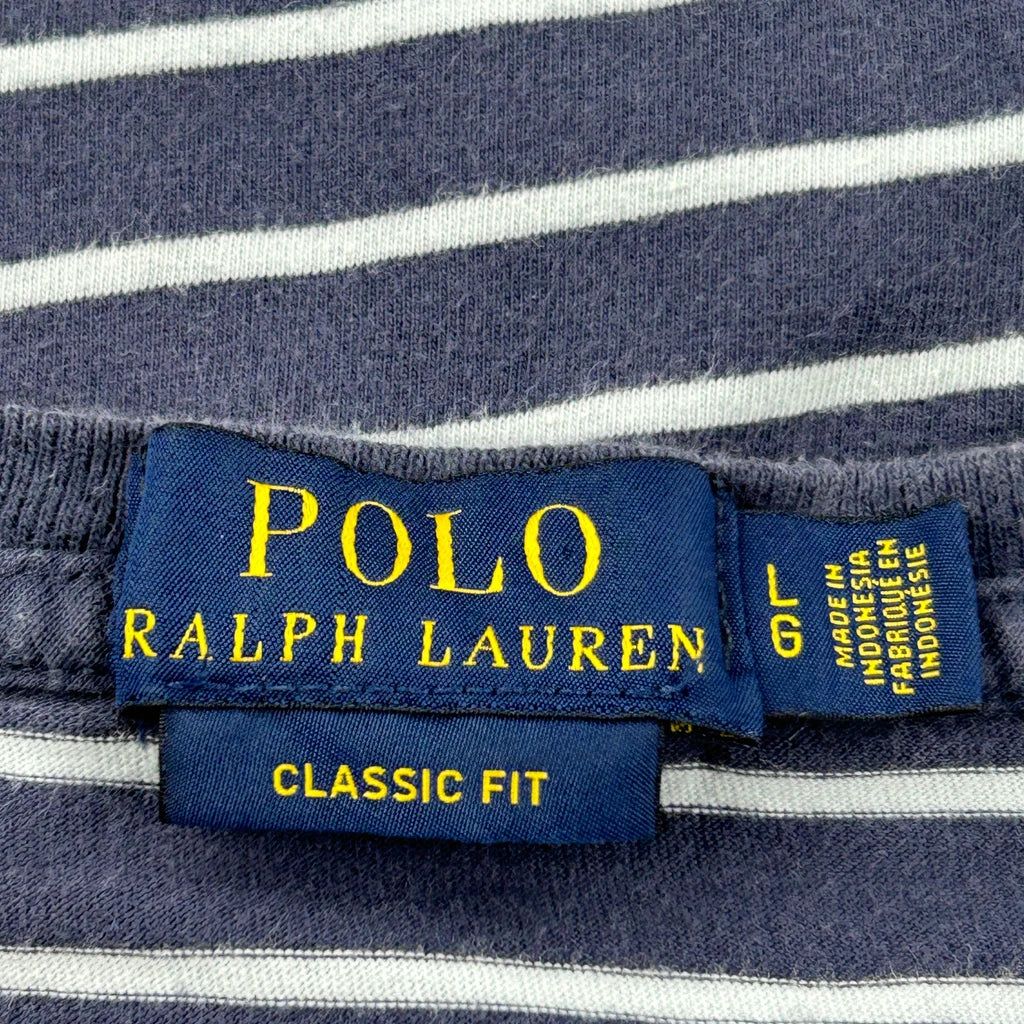 POLO
RALPH LAUREN
CLASSIC FIT
L
G
MADE IN
INDONESIA
FABRIQUÉ EN
INDONÉSIE